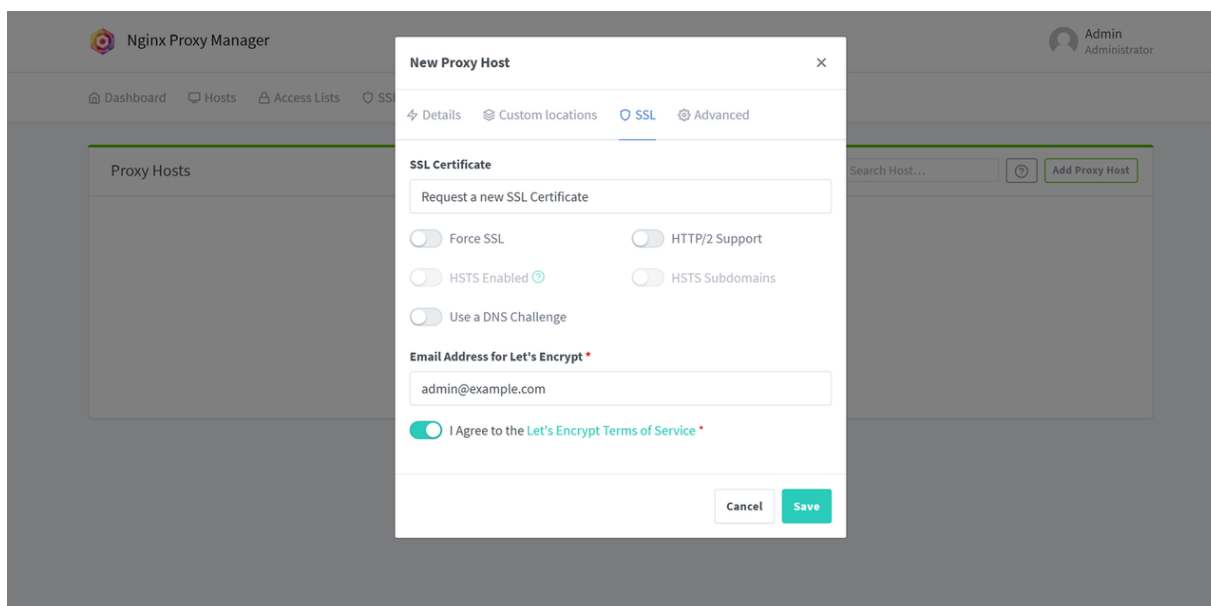 Nginx Proxy Manager
Admin
Administrator
Dashboard Hosts Access Lists SSL
Proxy Hosts
Search Host...
Add Proxy Host
New Proxy Host
Details Custom locations SSL Advanced
SSL Certificate
Request a new SSL Certificate
Force SSL HTTP/2 Support
HSTS Enabled HSTS Subdomains
Use a DNS Challenge
Email Address for Let's Encrypt *
admin@example.com
I Agree to the Let's Encrypt Terms of Service *
Cancel Save